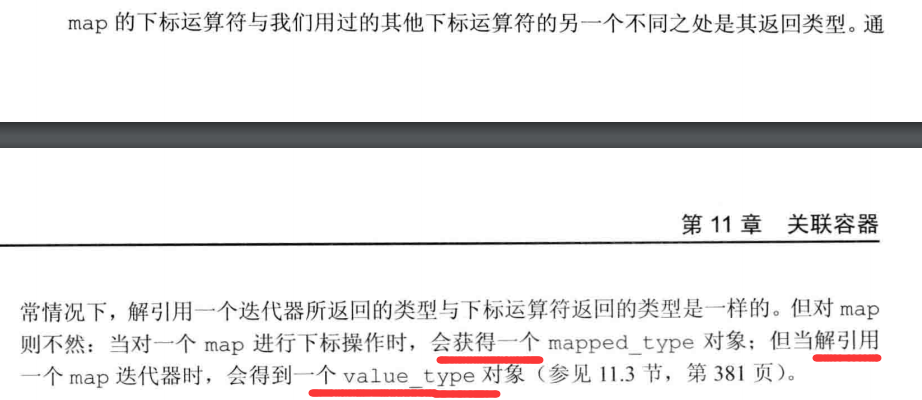 map 的下标运算符与我们用过的其他下标运算符的另一个不同之处是其返回类型。通
第 11 章 关联容器
常情况下，解引用一个迭代器所返回的类型与下标运算符返回的类型是一样的。但对 map
则不然：当对一个 map 进行下标操作时，会获得一个 mapped_type 对象；但当解引用
一个 map 迭代器时，会得到一个 value_type 对象（参见 11.3 节，第 381 页）。